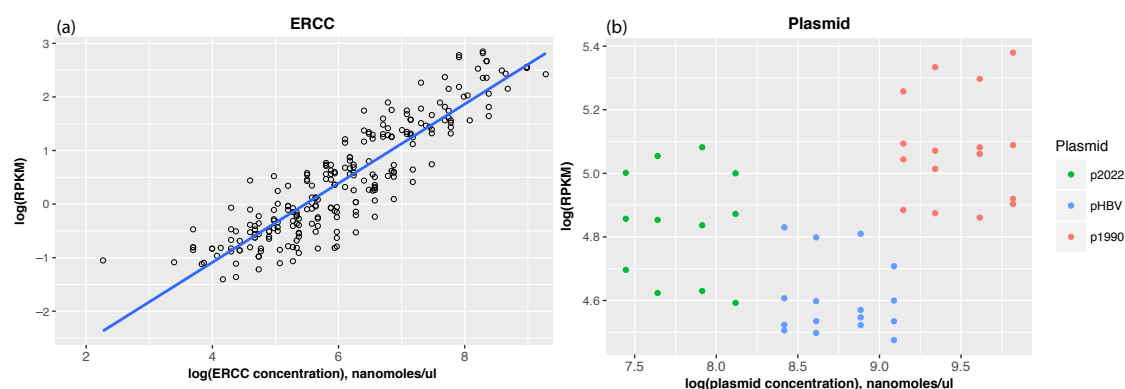 (a)
ERCC
3
2
1
0
−1
−2
log(RPKM)
2
4
6
8
log(ERCC concentration), nanomoles/ul
(b)
Plasmid
5.4
5.2
5.0
4.8
4.6
log(RPKM)
7.5
8.0
8.5
9.0
9.5
log(plasmid concentration), nanomoles/ul
Plasmid
p2022
pHBV
p1990